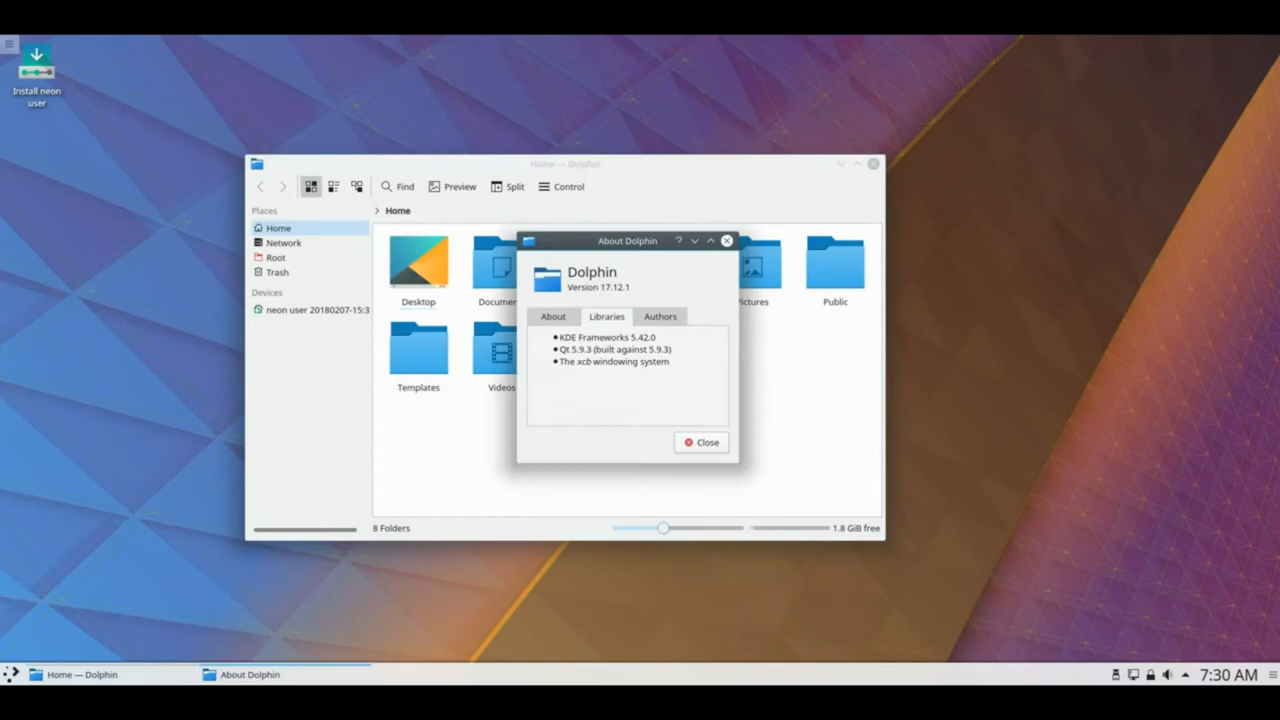 Install neon
user
Home — Dolphin
Find
Preview
Split
Control
Places
Home
Home
Network
Root
Trash
Devices
neon user 20180207-15:3
Desktop
Docume
ictures
Public
Templates
Videos
About Dolphin
?
Dolphin
Version 17.12.1
About
Libraries
Authors
KDE Frameworks 5.42.0
Qt 5.9.3 (built against 5.9.3)
The xcb windowing system
Close
8 Folders
1.8 GiB free
Home — Dolphin
About Dolphin
7:30 AM